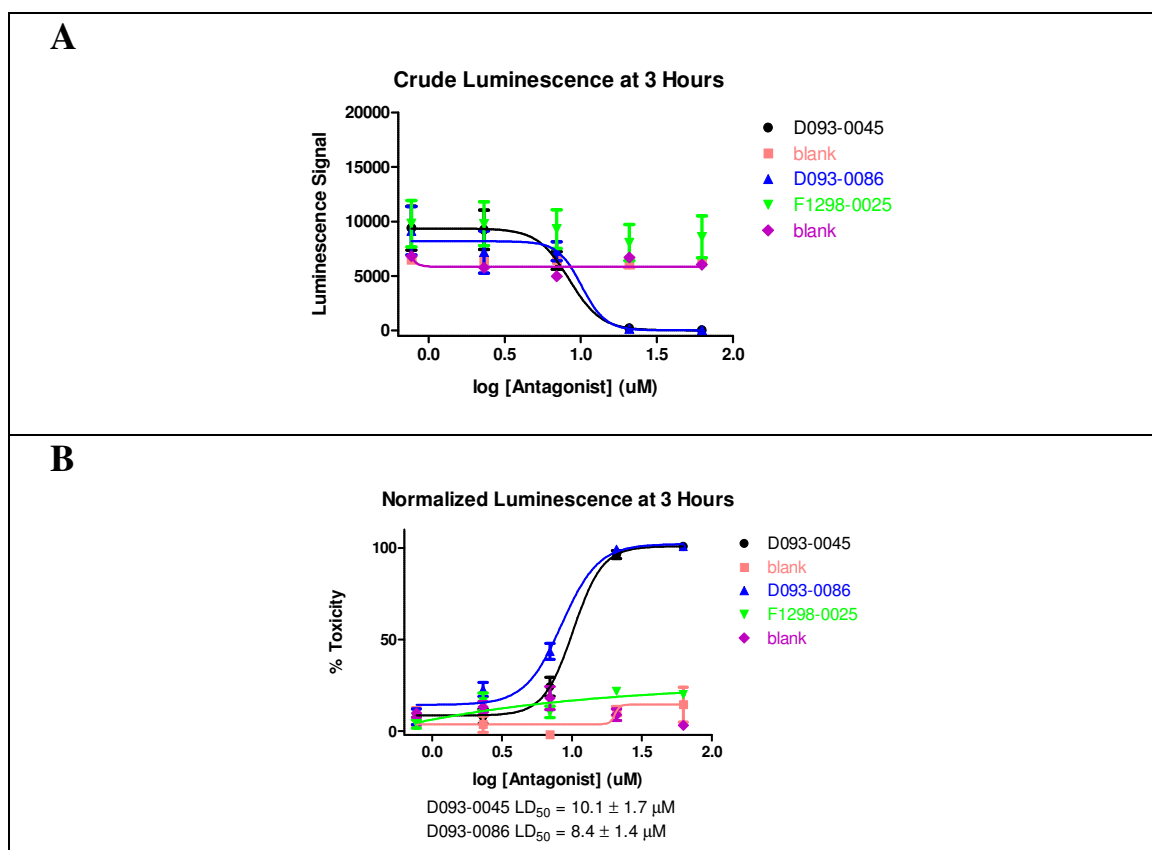 A
Crude Luminescence at 3 Hours
Luminescence Signal
20000
15000
10000
5000
0
0.0 0.5 1.0 1.5 2.0
log [Antagonist] (uM)
D093-0045
blank
D093-0086
F1298-0025
blank
B
Normalized Luminescence at 3 Hours
% Toxicity
100
50
0
0.0 0.5 1.0 1.5 2.0
log [Antagonist] (uM)
D093-0045
blank
D093-0086
F1298-0025
blank
D093-0045 LD50 = 10.1 ± 1.7 µM
D093-0086 LD50 = 8.4 ± 1.4 µM